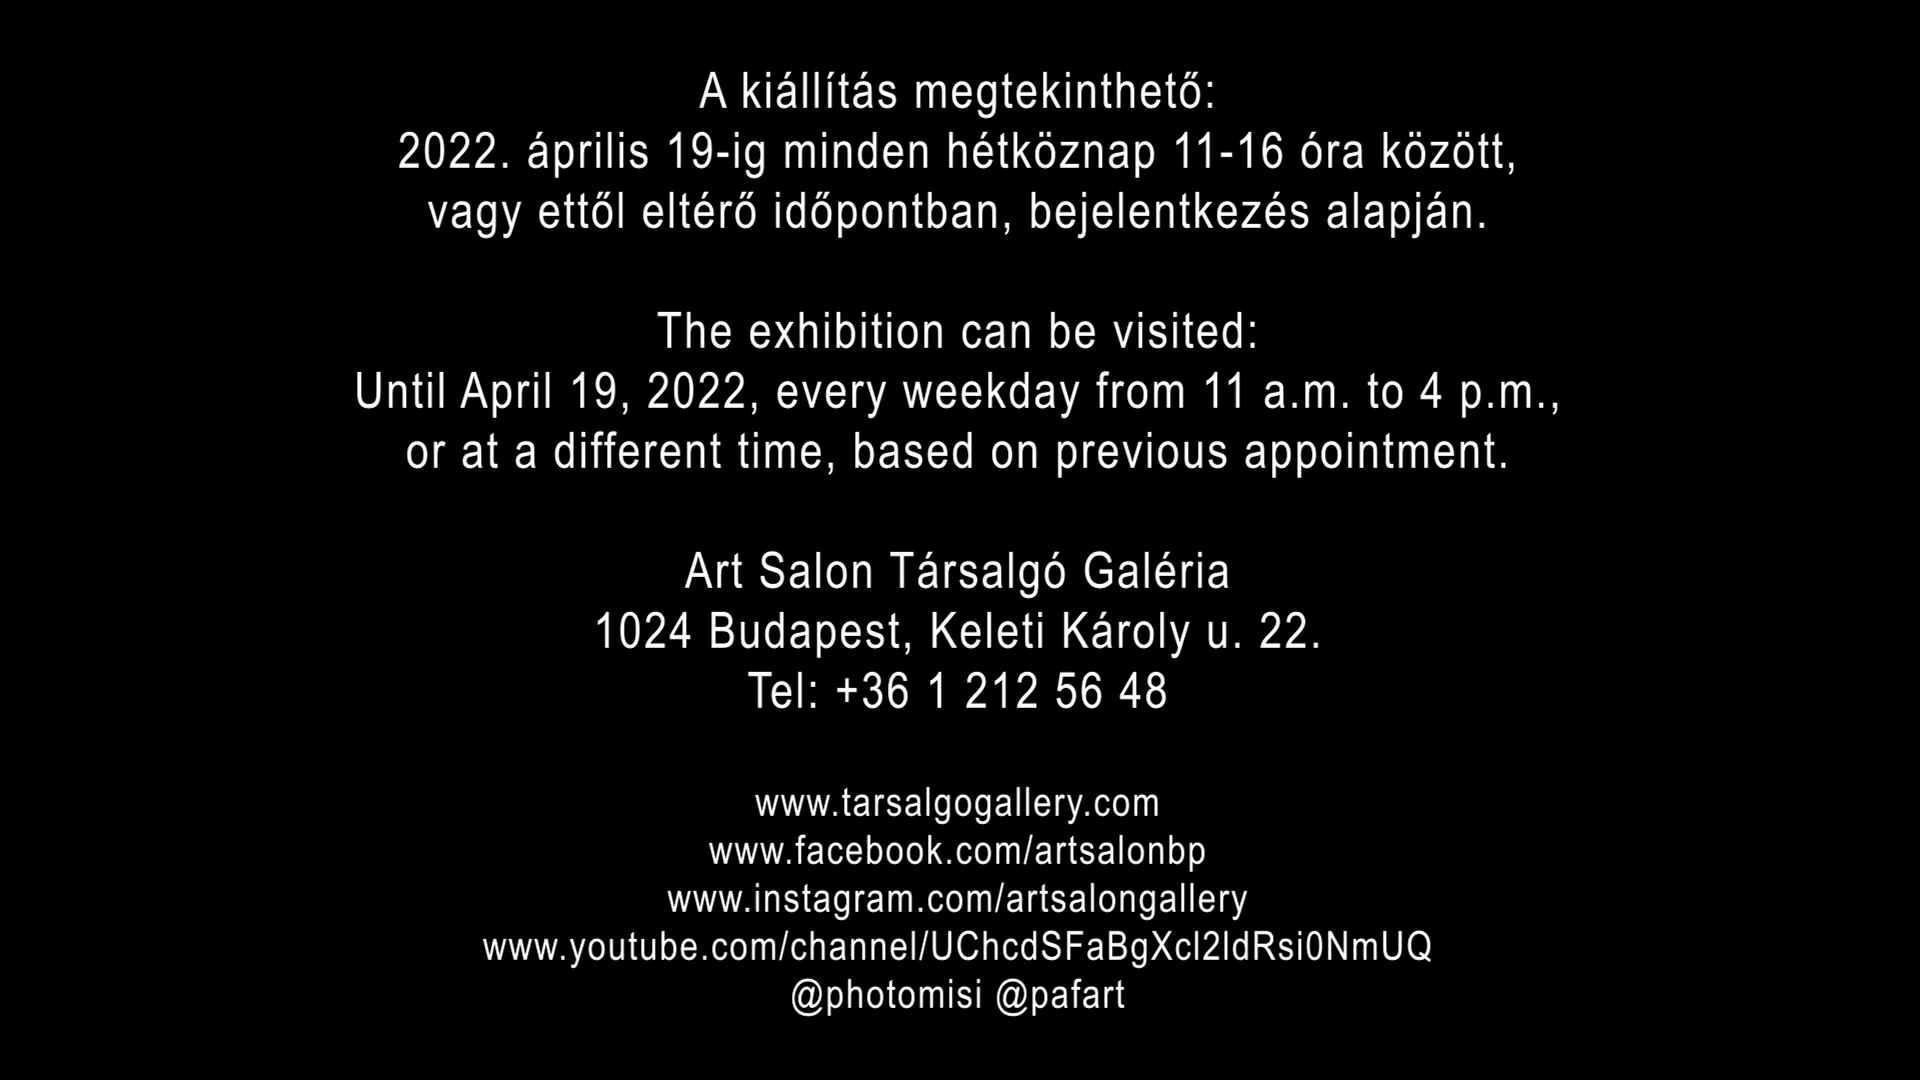 A kiállítás megtekinthető:
2022. április 19-ig minden hétköznap 11-16 óra között,
vagy ettől eltérő időpontban, bejelentkezés alapján.
The exhibition can be visited:
Until April 19, 2022, every weekday from 11 a.m. to 4 p.m.,
or at a different time, based on previous appointment.
Art Salon Társalgó Galéria
1024 Budapest, Keleti Károly u. 22.
Tel: +36 1 212 56 48
www.tarsalgogallery.com
www.facebook.com/artsalonbp
www.instagram.com/artsalongallery
www.youtube.com/channel/UChcdSFaBgXcl2ldRsi0NmUQ
@photomisi @pafart